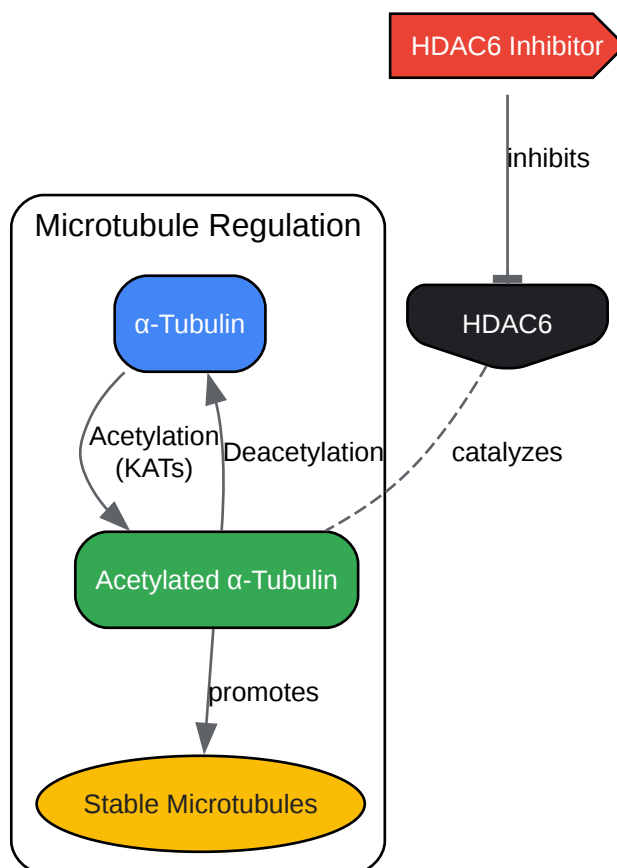 HDAC6 Inhibitor
inhibits
Microtubule Regulation
α-Tubulin
HDAC6
Acetylation
(KATs)
Deacetylation
catalyzes
Acetylated α-Tubulin
promotes
Stable Microtubules